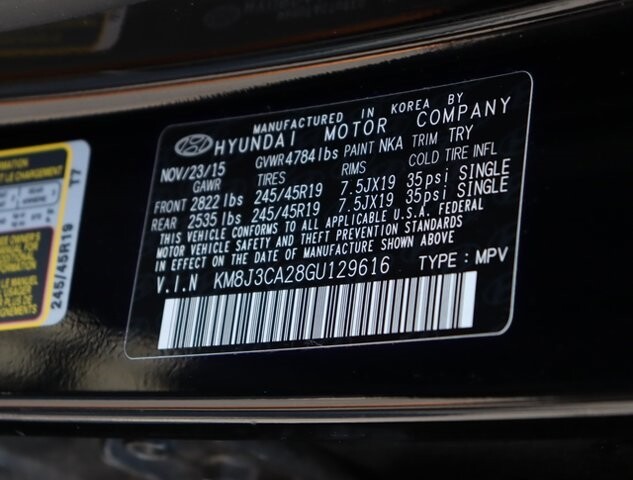 MANUFACTURED IN KOREA BY
HYUNDAI MOTOR COMPANY
NOV/23/15 GVWR 4784 lbs PAINT NKA TRIM TRY
GAWR TIRES RIMS COLD TIRE INFL
FRONT 2822 lbs 245/45R19 7.5JX19 35psi SINGLE
REAR 2535 lbs 245/45R19 7.5JX19 35psi SINGLE
THIS VEHICLE CONFORMS TO ALL APPLICABLE U.S.A. FEDERAL
MOTOR VEHICLE SAFETY AND THEFT PREVENTION STANDARDS
IN EFFECT ON THE DATE OF MANUFACTURE SHOWN ABOVE.
V.I.N KM8J3CA28GU129616 TYPE : MPV
245/45R19 T7